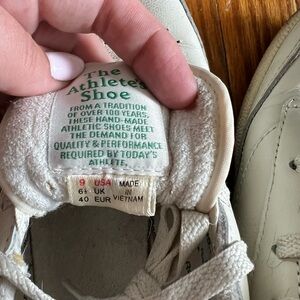 The
Athlete's
Shoe
FROM A TRADITION
OF OVER 100 YEARS,
THESE HAND-MADE
ATHLETIC SHOES MEET
THE DEMAND FOR
QUALITY & PERFORMANCE
REQUIRED BY TODAY'S
ATHLETE.
9 USA MADE
6½ UK IN
40 EUR VIETNAM